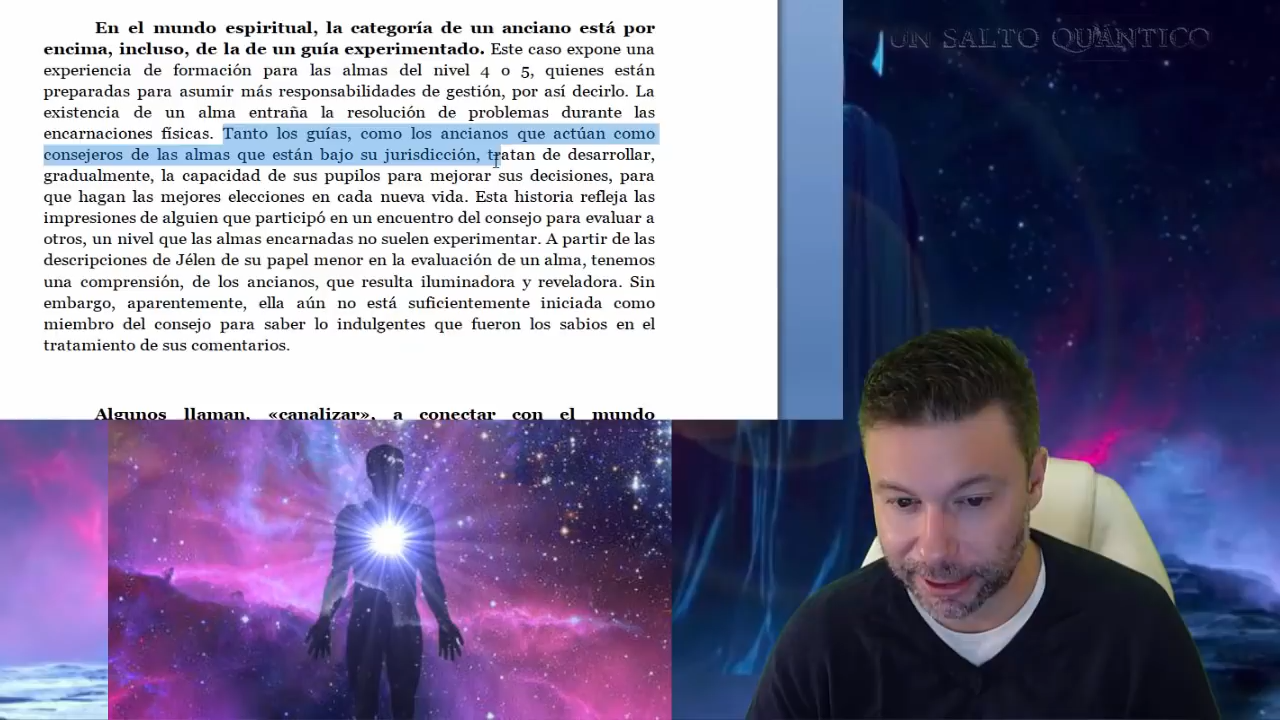 En el mundo espiritual, la categoría de un anciano está por
encima, incluso, de la de un guía experimentado. Este caso expone una
experiencia de formación para las almas del nivel 4 o 5, quienes están
preparadas para asumir más responsabilidades de gestión, por así decirlo. La
existencia de un alma entraña la resolución de problemas durante las
encarnaciones físicas. Tanto los guías, como los ancianos que actúan como
consejeros de las almas que están bajo su jurisdicción, tratan de desarrollar,
gradualmente, la capacidad de sus pupilos para mejorar sus decisiones, para
que hagan las mejores elecciones en cada nueva vida. Esta historia refleja las
impresiones de alguien que participó en un encuentro del consejo para evaluar a
otros, un nivel que las almas encarnadas no suelen experimentar. A partir de las
descripciones de Jélen de su papel menor en la evaluación de un alma, tenemos
una comprensión, de los ancianos, que resulta iluminadora y reveladora. Sin
embargo, aparentemente, ella aún no está suficientemente iniciada como
miembro del consejo para saber lo indulgentes que fueron los sabios en el
tratamiento de sus comentarios.
Algunos llaman, «canalizar», a conectar con el mundo
UN SALTO QUÁNTICO